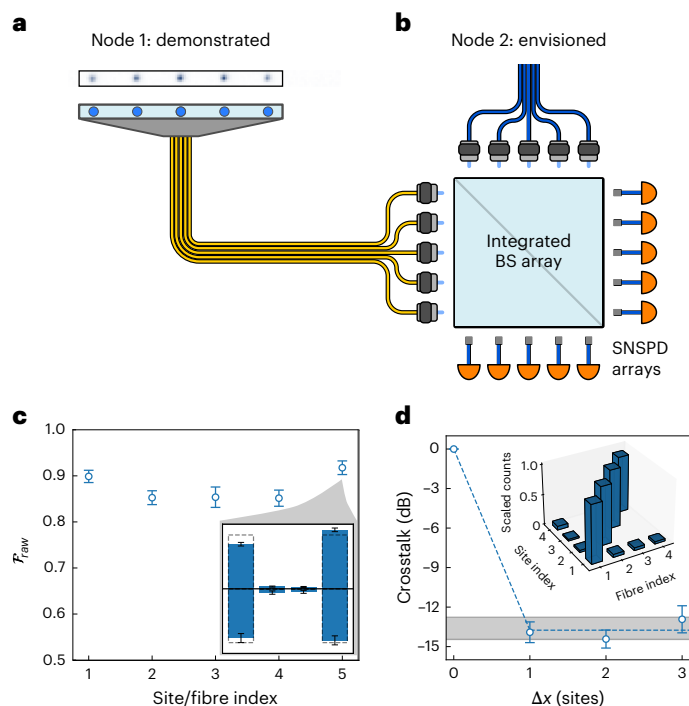 a
Node 1: demonstrated
b
Node 2: envisioned
Integrated
BS array
SNSPD
arrays
c
1.0
0.9
0.8
0.7
0.6
0.5
ℱraw
1 2 3 4 5
Site/fibre index
d
0
−3
−6
−9
−12
−15
Crosstalk (dB)
0 1 2 3
Δx (sites)
1.0
0.5
0
Scaled counts
4
3
2
1
Site index
1 2 3 4
Fibre index